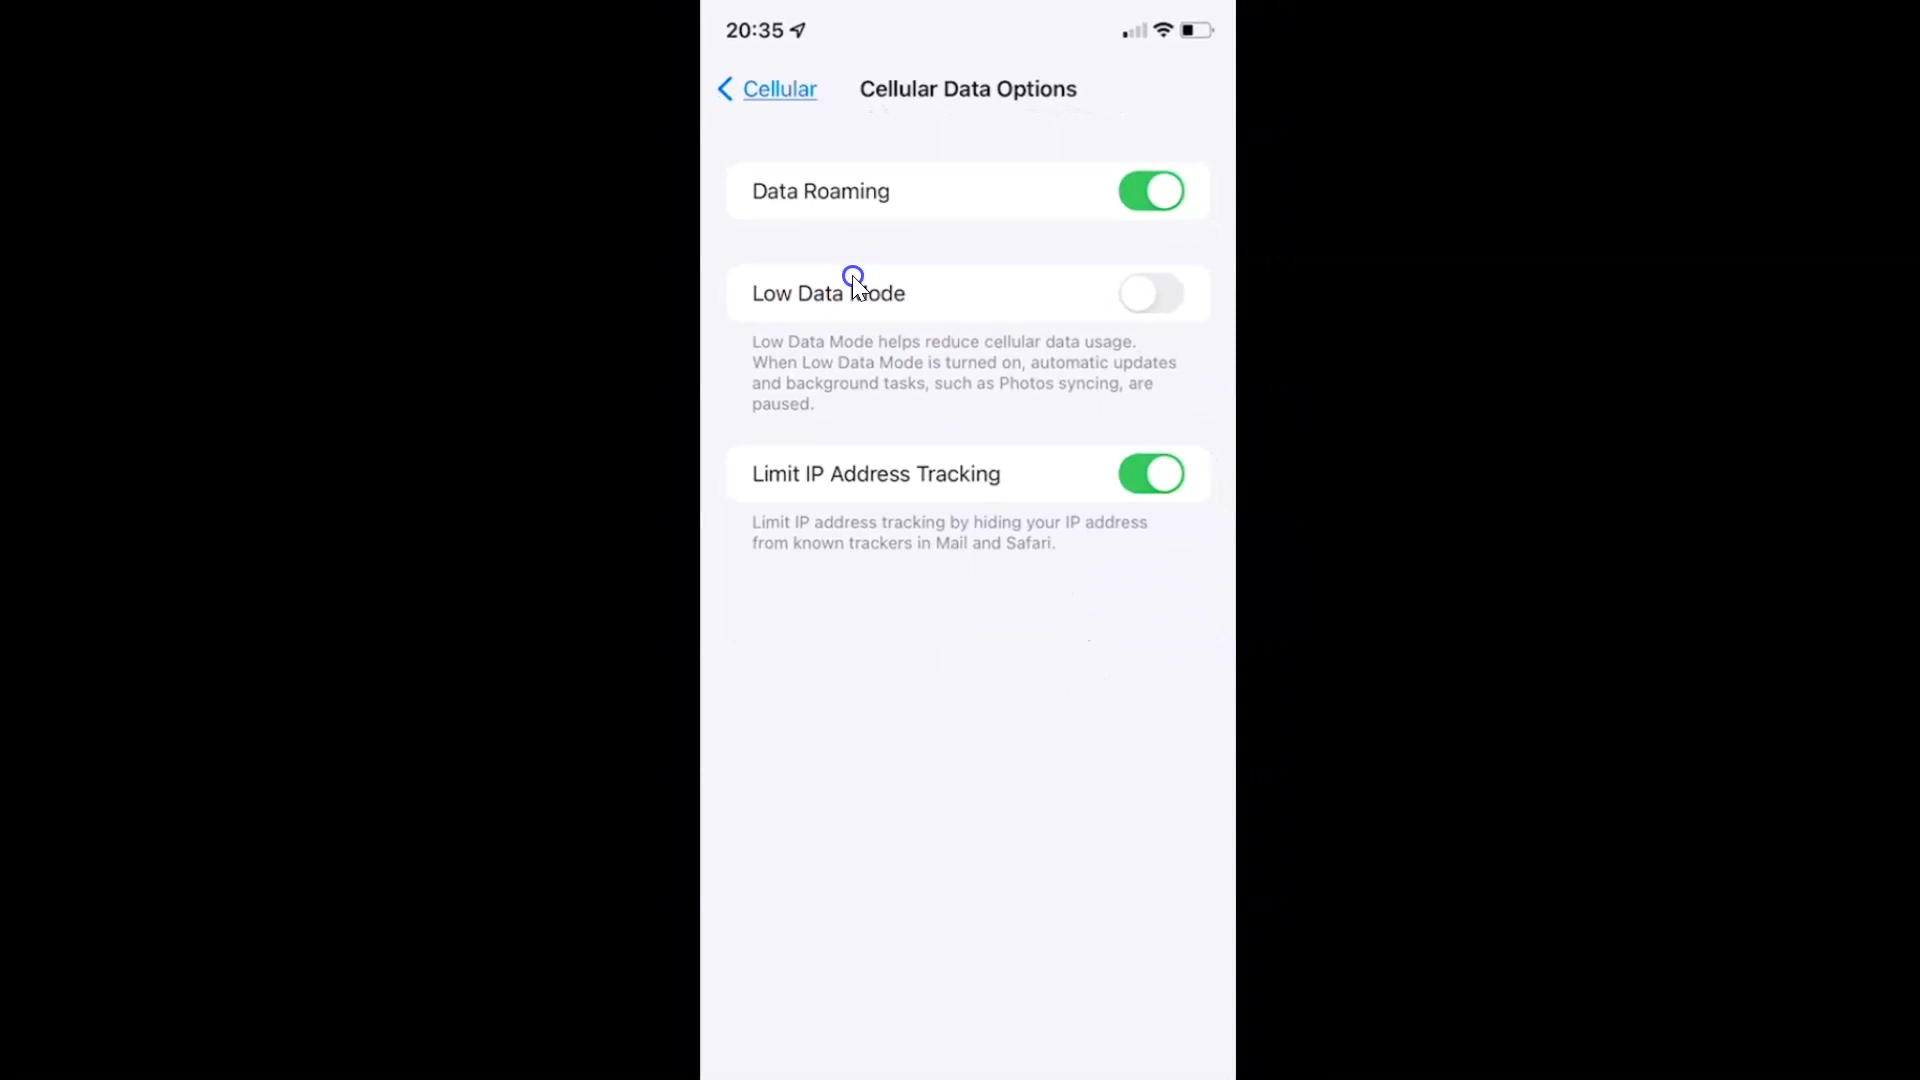 20:35
Cellular
Cellular Data Options
Data Roaming
Low Data Mode
Low Data Mode helps reduce cellular data usage.
When Low Data Mode is turned on, automatic updates
and background tasks, such as Photos syncing, are
paused.
Limit IP Address Tracking
Limit IP address tracking by hiding your IP address
from known trackers in Mail and Safari.